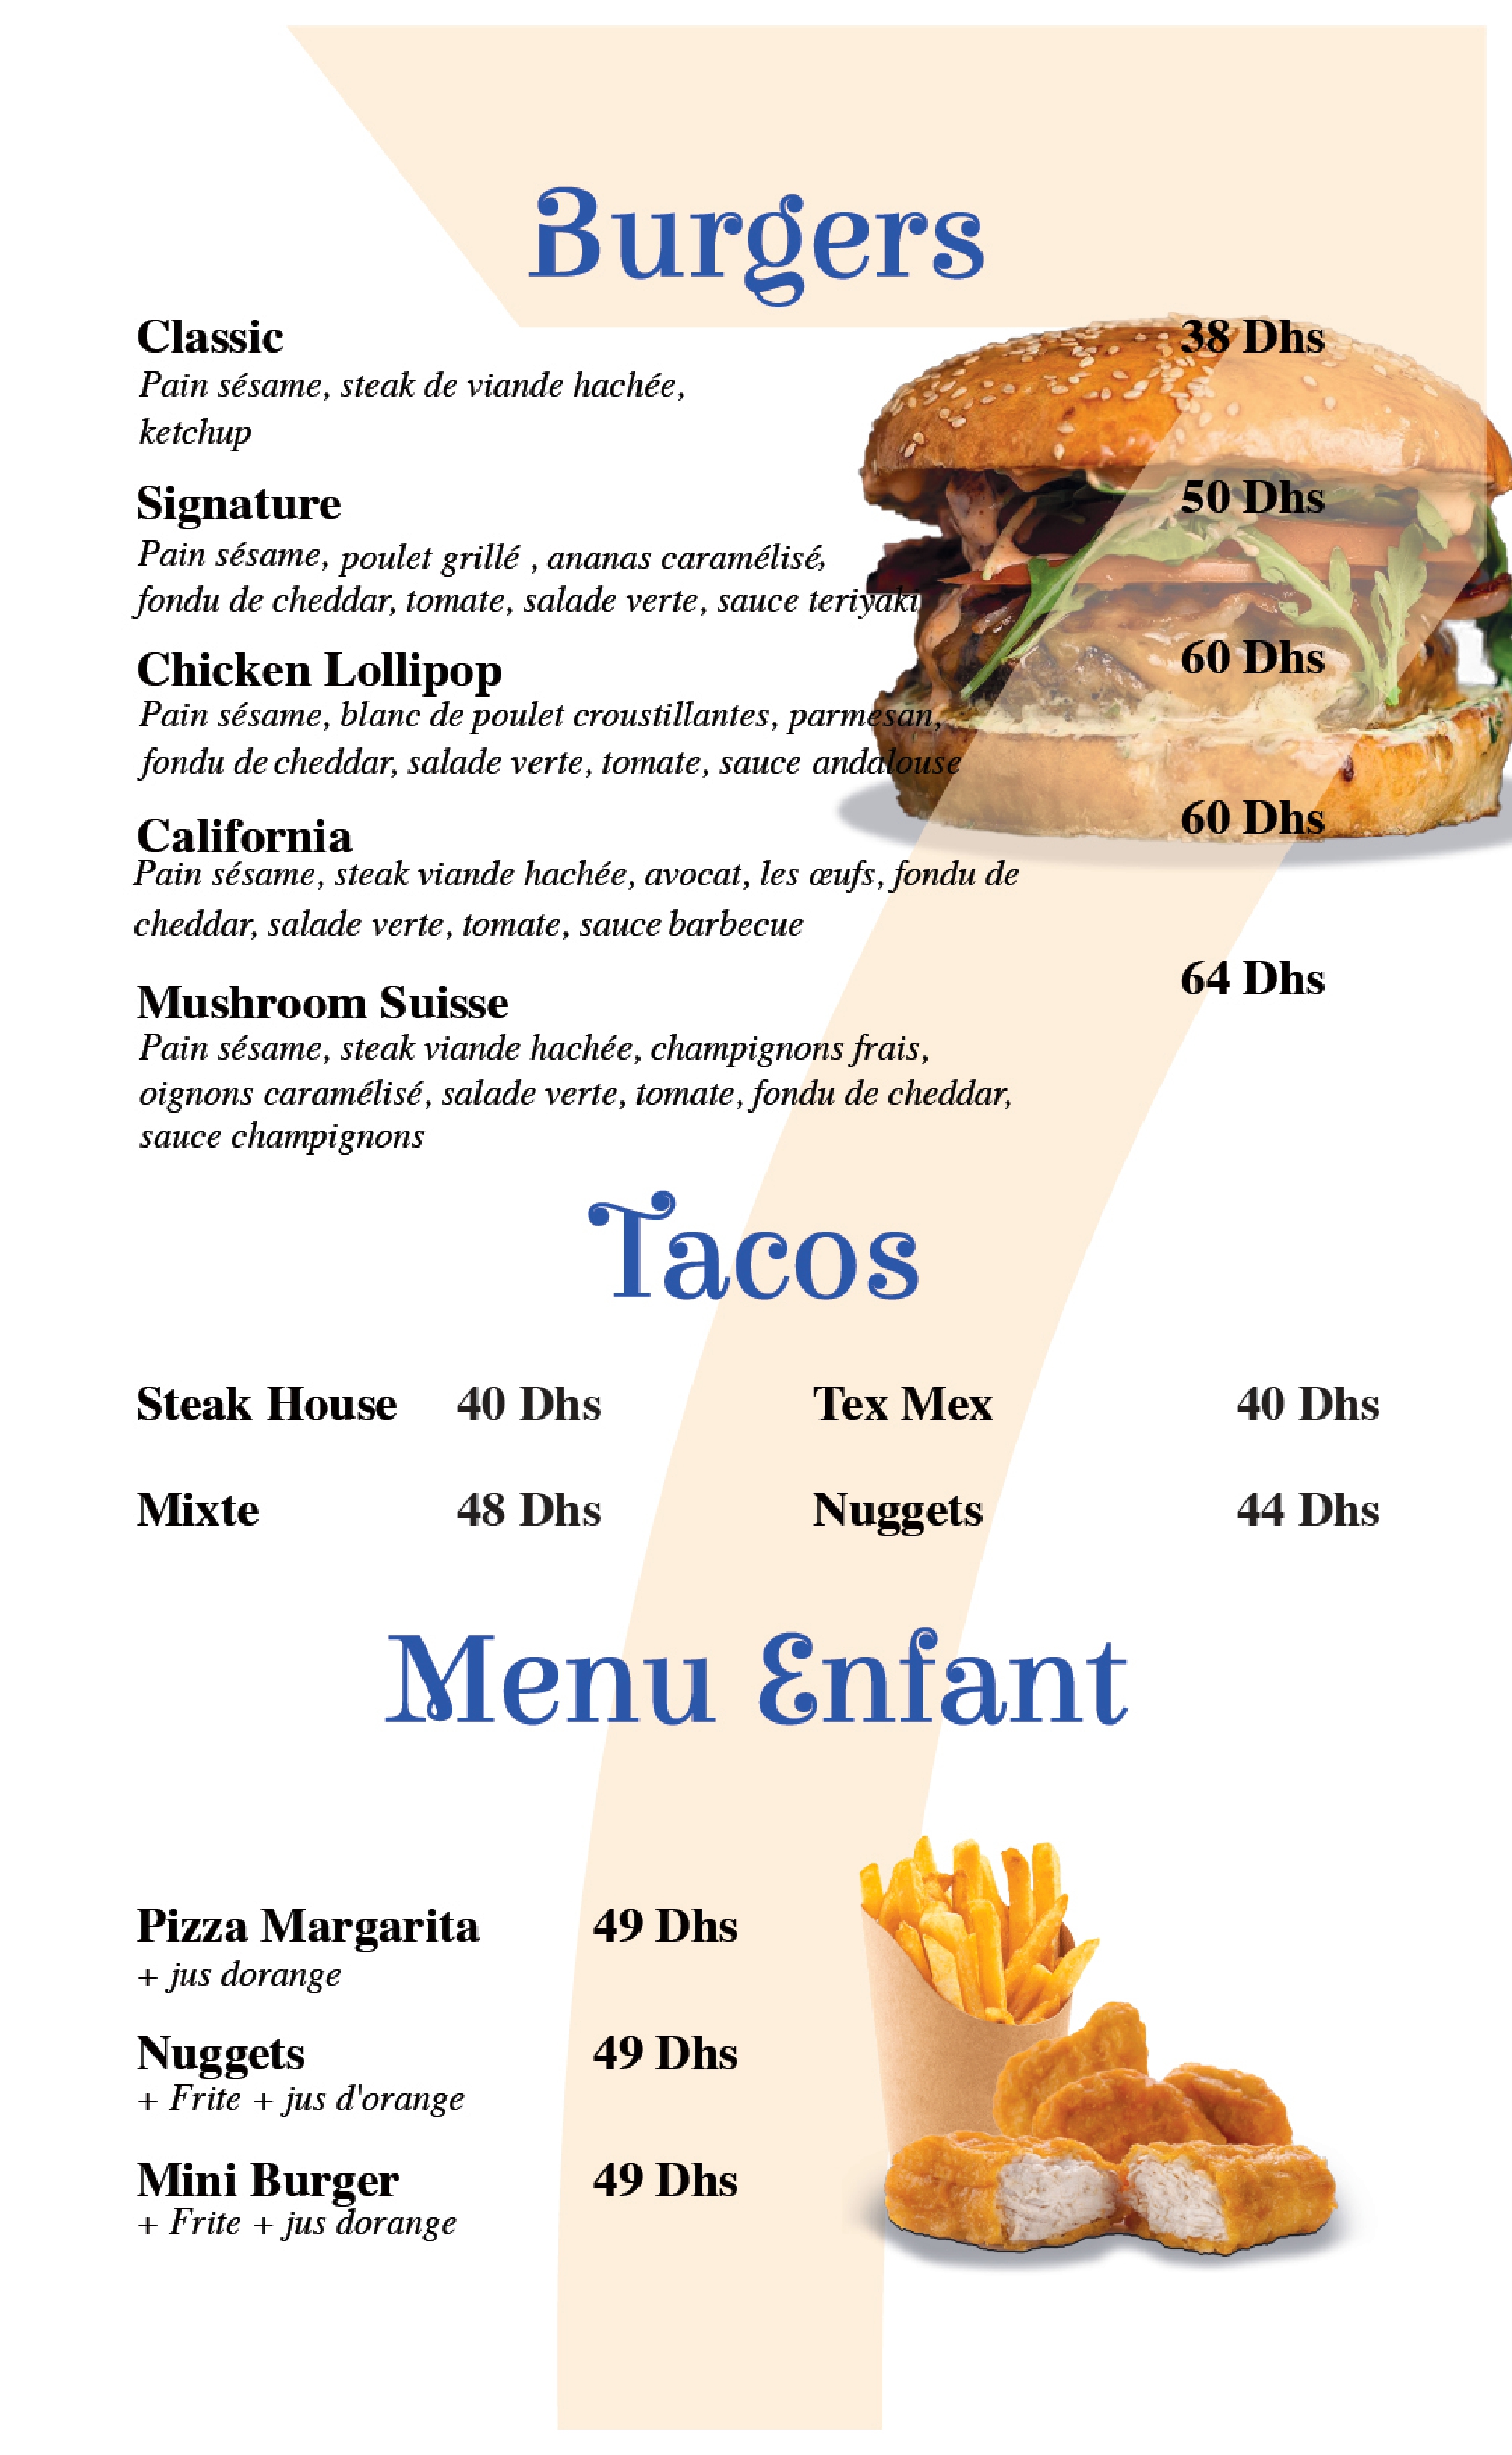 Burgers
Classic 38 Dhs
Pain sésame, steak de viande hachée,
ketchup
Signature 50 Dhs
Pain sésame, poulet grillé , ananas caramélisé,
fondu de cheddar, tomate, salade verte, sauce teriyaki
Chicken Lollipop 60 Dhs
Pain sésame, blanc de poulet croustillantes, parmesan,
fondu de cheddar, salade verte, tomate, sauce andalouse
California 60 Dhs
Pain sésame, steak viande hachée, avocat, les œufs, fondu de
cheddar, salade verte, tomate, sauce barbecue
Mushroom Suisse 64 Dhs
Pain sésame, steak viande hachée, champignons frais,
oignons caramélisé, salade verte, tomate, fondu de cheddar,
sauce champignons
Tacos
Steak House 40 Dhs Tex Mex 40 Dhs
Mixte 48 Dhs Nuggets 44 Dhs
Menu Enfant
Pizza Margarita 49 Dhs
+ jus dorange
Nuggets 49 Dhs
+ Frite + jus d'orange
Mini Burger 49 Dhs
+ Frite + jus dorange